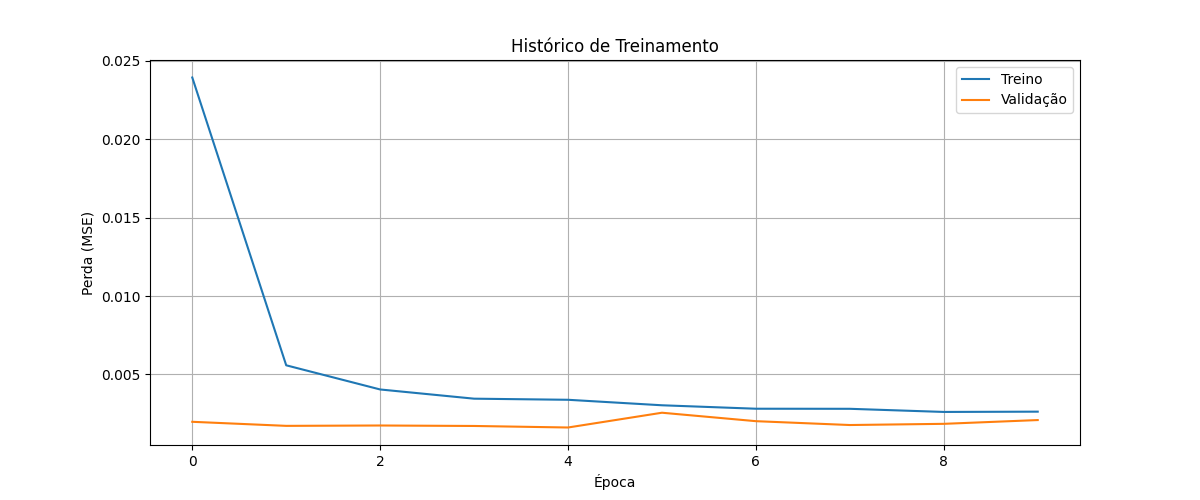 Histórico de Treinamento
Treino
Validação
0.025
0.020
0.015
0.010
0.005
Perda (MSE)
0 2 4 6 8
Época